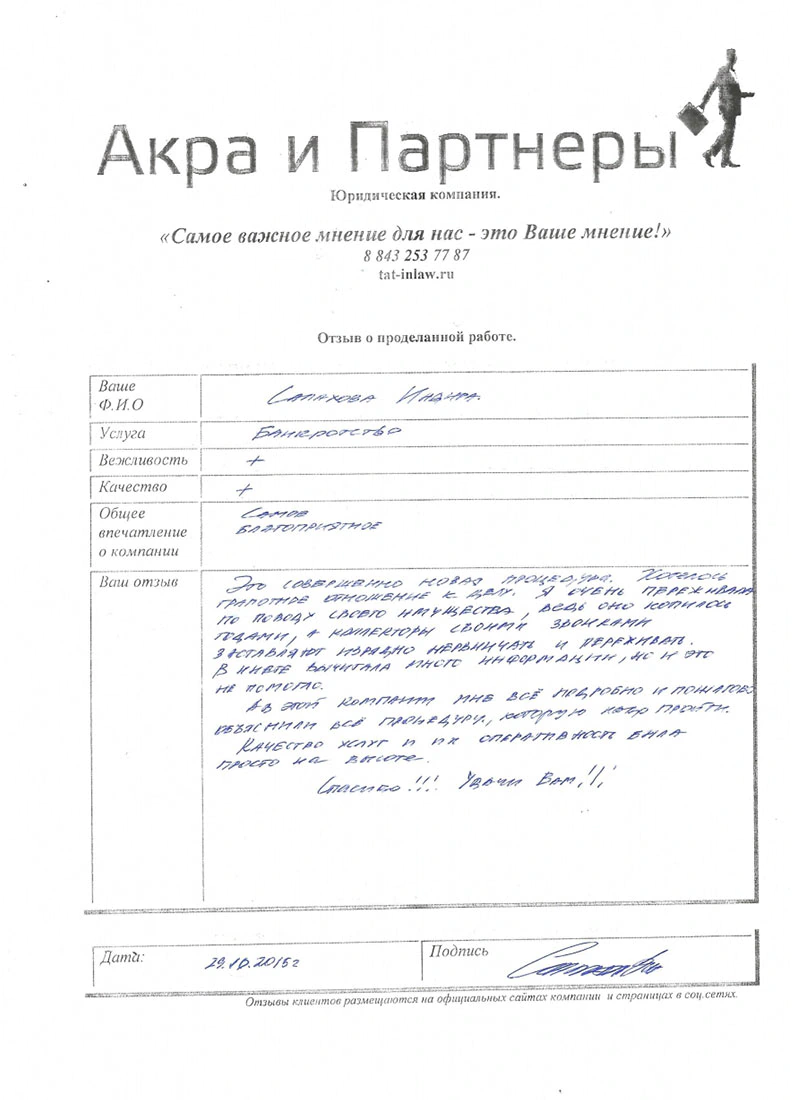 Акра и Партнеры
Юридическая компания.
«Самое важное мнение для нас - это Ваше мнение!»
8 843 253 77 87
tat-inlaw.ru
Отзыв о проделанной работе.
Ваше
Ф.И.О
Салахова Индира.
Услуга
Банкротство
Вежливость
+
Качество
+
Общее
впечатление
о компании
Самое
благоприятное
Ваш отзыв
Это совершенно новая процедура. Хотелось
грамотное отношение к делу. Я очень переживала
по поводу своего имущества, ведь оно копилось
годами, а коллекторы своими звонками
заставляют изрядно нервничать и переживать.
В инете вычитала много информации, но и это
не помогло.
А в этой компании мне всё подробно и пошагово
объяснили всё процедуру, которую надо пройти.
Качество услуг и их оперативность была
просто на высоте.
Спасибо!!! Удачи Вам!!!
Дата:
29.10.2015г
Подпись
Отзывы клиентов размещаются на официальных сайтах компании и страницах в соц.сетях.